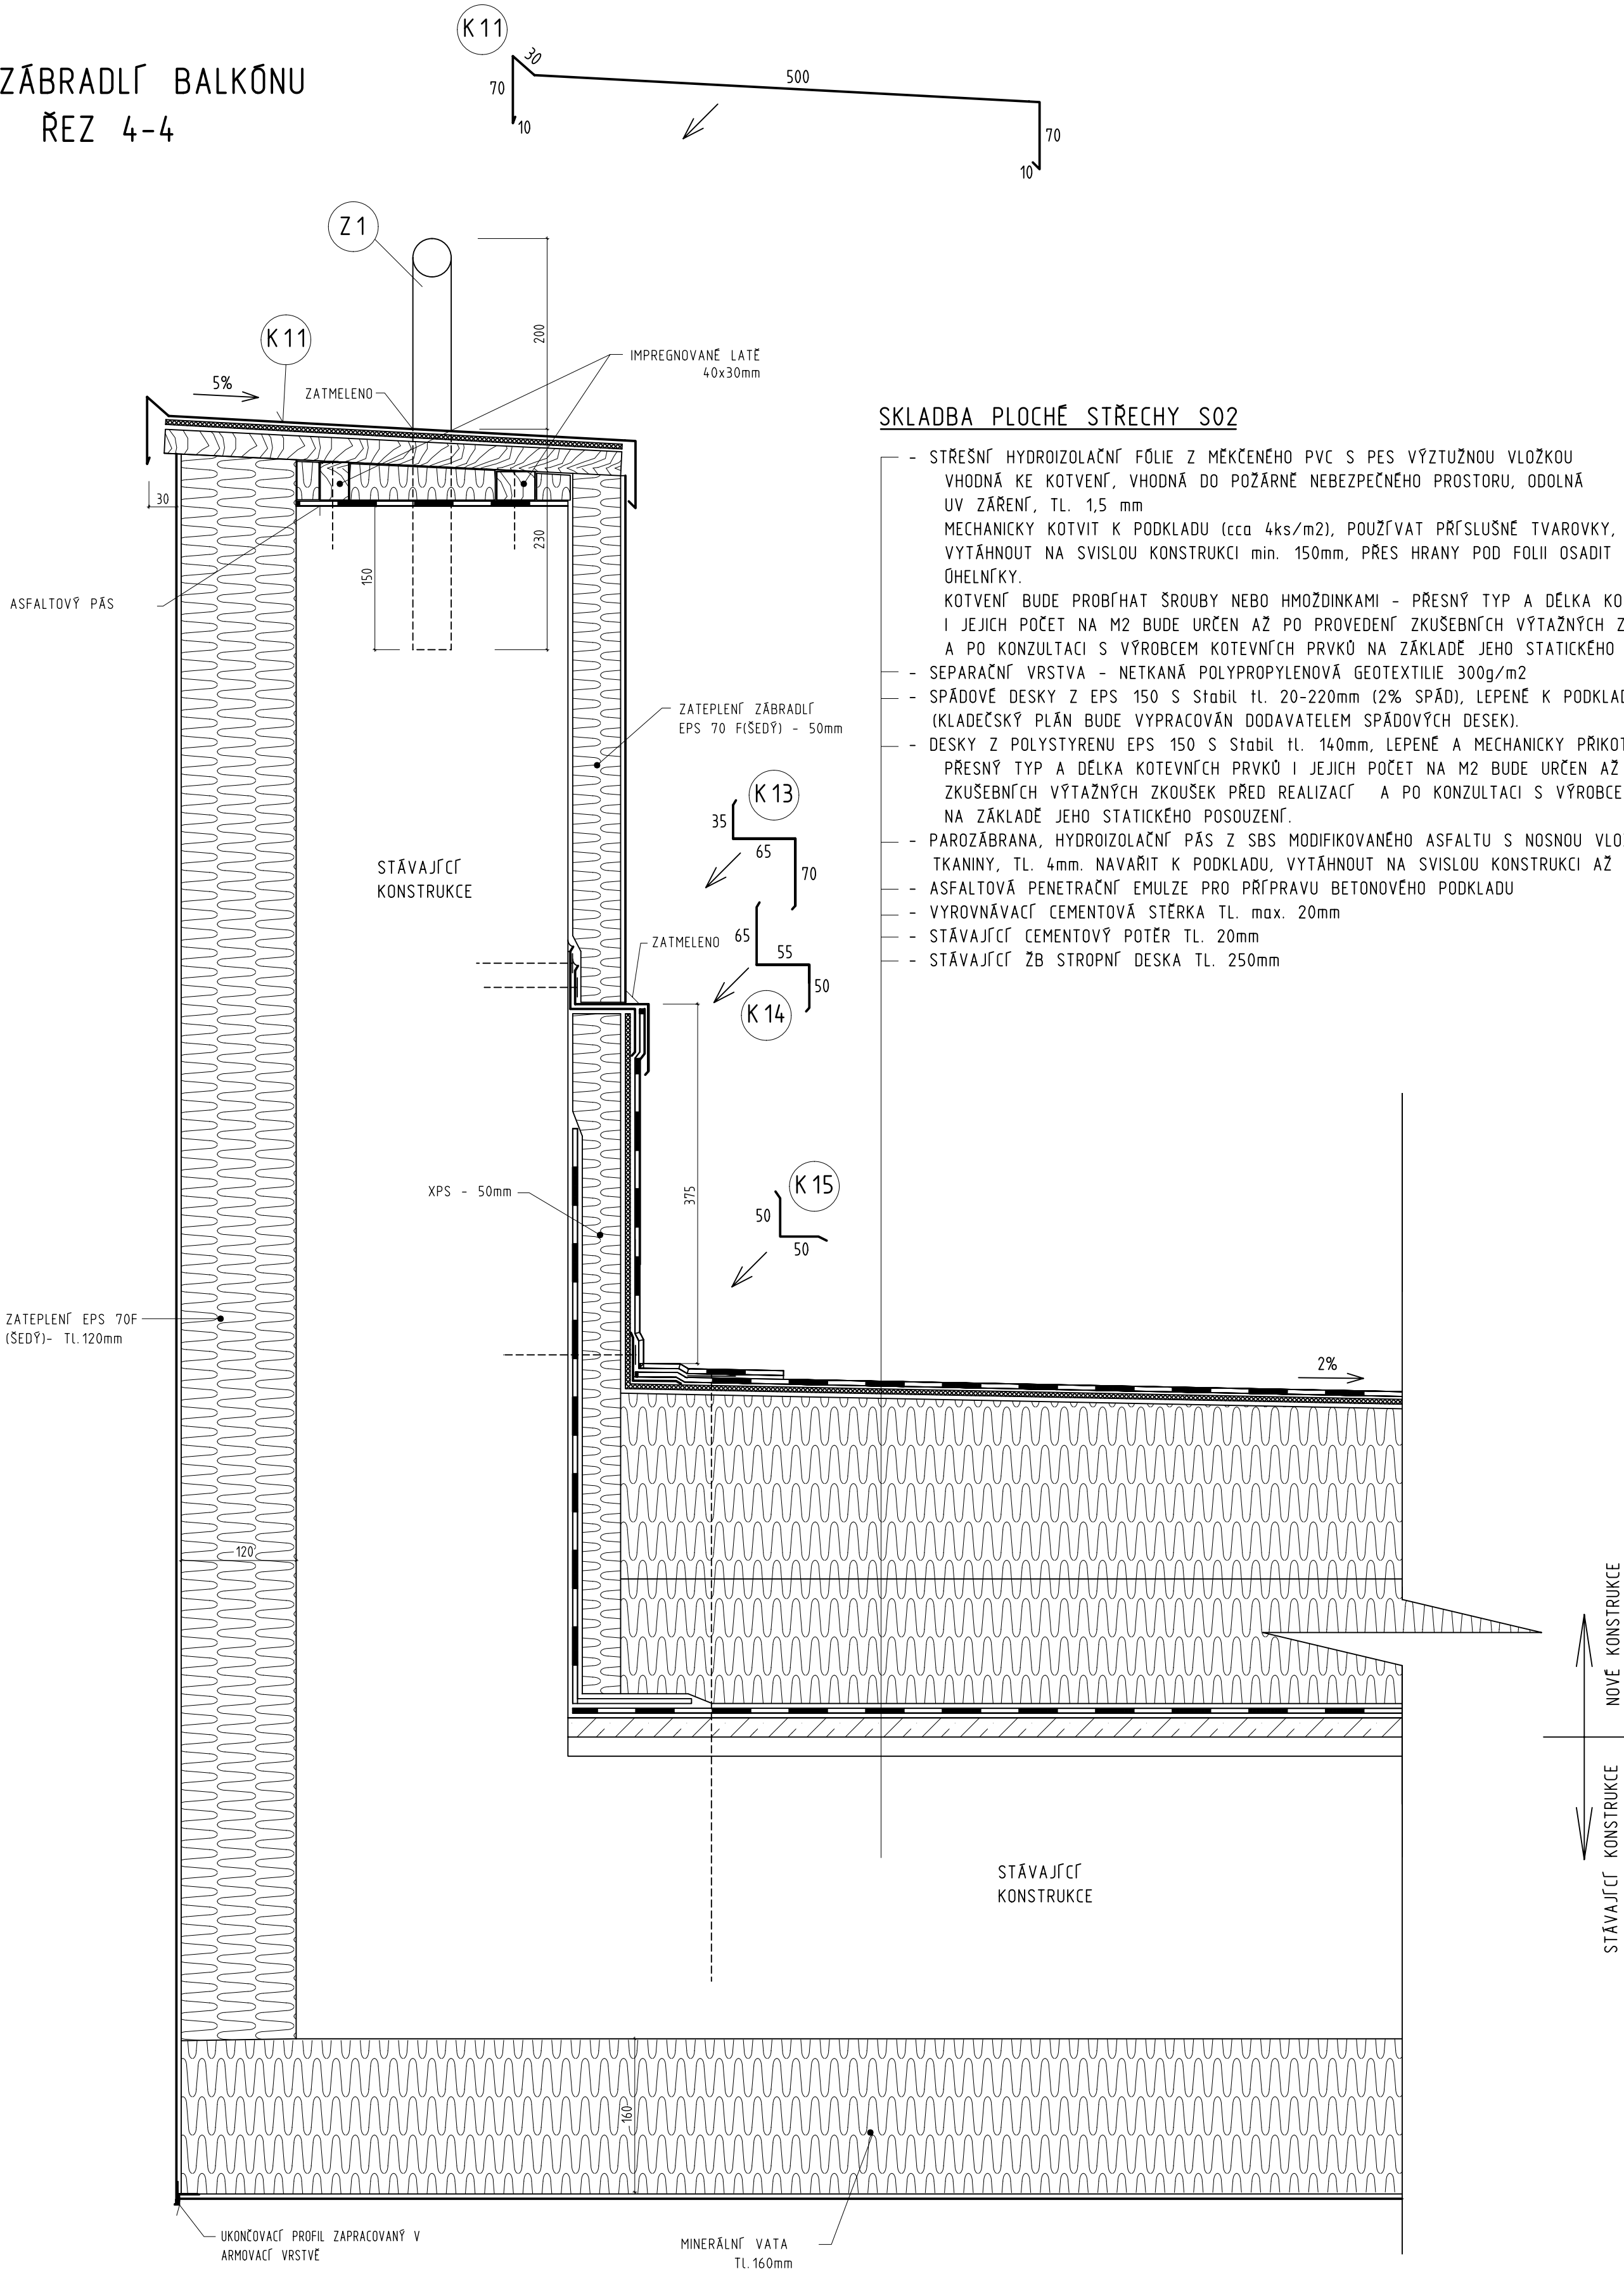 ZÁBRADLÍ BALKÓNU
ŘEZ 4-4
K11
30
500
70
10
70
10
Z1
K11
5%
ZATMELENO
200
IMPREGNOVANÉ LATĚ
40x30mm
30
230
150
ASFALTOVÝ PÁS
ZATEPLENÍ ZÁBRADLÍ
EPS 70 F(ŠEDÝ) - 50mm
STÁVAJÍCÍ
KONSTRUKCE
K13
35
65
70
ZATMELENO
65
55
50
K14
XPS - 50mm
375
K15
50
50
ZATEPLENÍ EPS 70F
(ŠEDÝ)- Tl.120mm
2%
120
160
SKLADBA PLOCHÉ STŘECHY S02
- STŘEŠNÍ HYDROIZOLAČNÍ FÓLIE Z MĚKČENÉHO PVC S PES VÝZTUŽNOU VLOŽKOU
VHODNÁ KE KOTVENÍ, VHODNÁ DO POŽÁRNĚ NEBEZPEČNÉHO PROSTORU, ODOLNÁ
UV ZÁŘENÍ, TL. 1,5 mm
MECHANICKY KOTVIT K PODKLADU (cca 4ks/m2), POUŽÍVAT PŘÍSLUŠNÉ TVAROVKY,
VYTÁHNOUT NA SVISLOU KONSTRUKCI min. 150mm, PŘES HRANY POD FOLII OSADIT
ÚHELNÍKY.
KOTVENÍ BUDE PROBÍHAT ŠROUBY NEBO HMOŽDINKAMI - PŘESNÝ TYP A DÉLKA KO
I JEJICH POČET NA M2 BUDE URČEN AŽ PO PROVEDENÍ ZKUŠEBNÍCH VÝTAŽNÝCH Z
A PO KONZULTACI S VÝROBCEM KOTEVNÍCH PRVKŮ NA ZÁKLADĚ JEHO STATICKÉHO
- SEPARAČNÍ VRSTVA - NETKANÁ POLYPROPYLENOVÁ GEOTEXTILIE 300g/m2
- SPÁDOVÉ DESKY Z EPS 150 S Stabil tl. 20-220mm (2% SPÁD), LEPENÉ K PODKLAD
(KLADEČSKÝ PLÁN BUDE VYPRACOVÁN DODAVATELEM SPÁDOVÝCH DESEK).
- DESKY Z POLYSTYRENU EPS 150 S Stabil tl. 140mm, LEPENÉ A MECHANICKY PŘIKOT
PŘESNÝ TYP A DÉLKA KOTEVNÍCH PRVKŮ I JEJICH POČET NA M2 BUDE URČEN AŽ
ZKUŠEBNÍCH VÝTAŽNÝCH ZKOUŠEK PŘED REALIZACÍ A PO KONZULTACI S VÝROBCE
NA ZÁKLADĚ JEHO STATICKÉHO POSOUZENÍ.
- PAROZÁBRANA, HYDROIZOLAČNÍ PÁS Z SBS MODIFIKOVANÉHO ASFALTU S NOSNOU VLO
TKANINY, TL. 4mm. NAVAŘIT K PODKLADU, VYTÁHNOUT NA SVISLOU KONSTRUKCI AŽ
- ASFALTOVÁ PENETRAČNÍ EMULZE PRO PŘÍPRAVU BETONOVÉHO PODKLADU
- VYROVNÁVACÍ CEMENTOVÁ STĚRKA TL. max. 20mm
- STÁVAJÍCÍ CEMENTOVÝ POTĚR TL. 20mm
- STÁVAJÍCÍ ŽB STROPNÍ DESKA TL. 250mm
NOVÉ KONSTRUKCE
STÁVAJÍCÍ KONSTRUKCE
STÁVAJÍCÍ
KONSTRUKCE
UKONČOVACÍ PROFIL ZAPRACOVANÝ V
ARMOVACÍ VRSTVĚ
MINERÁLNÍ VATA
Tl.160mm